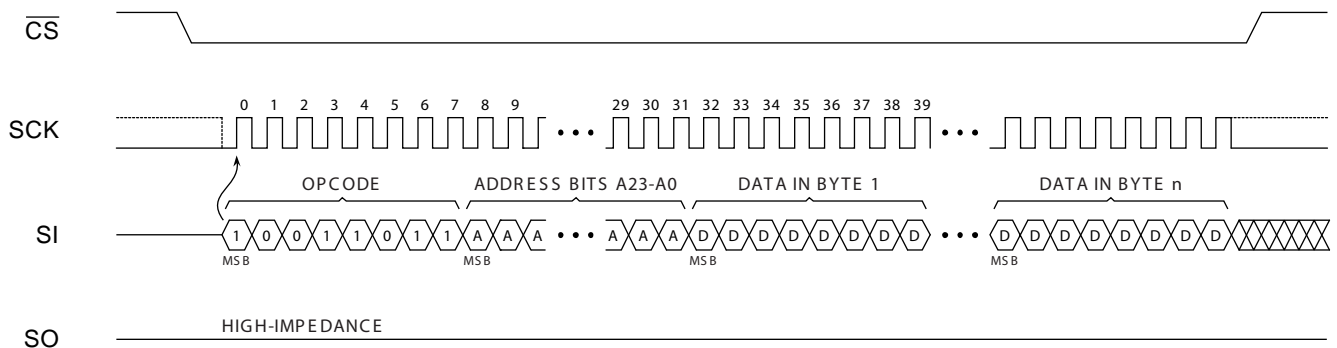 CS
0 1 2 3 4 5 6 7 8 9 29 30 31 32 33 34 35 36 37 38 39
SCK
OPCODE ADDRESS BITS A23-A0 DATA IN BYTE 1 DATA IN BYTE n
SI 1 0 0 1 1 0 1 1 A A A A A A D D D D D D D D D D D D D D D D
MSB MSB MSB MSB
HIGH-IMPEDANCE
SO